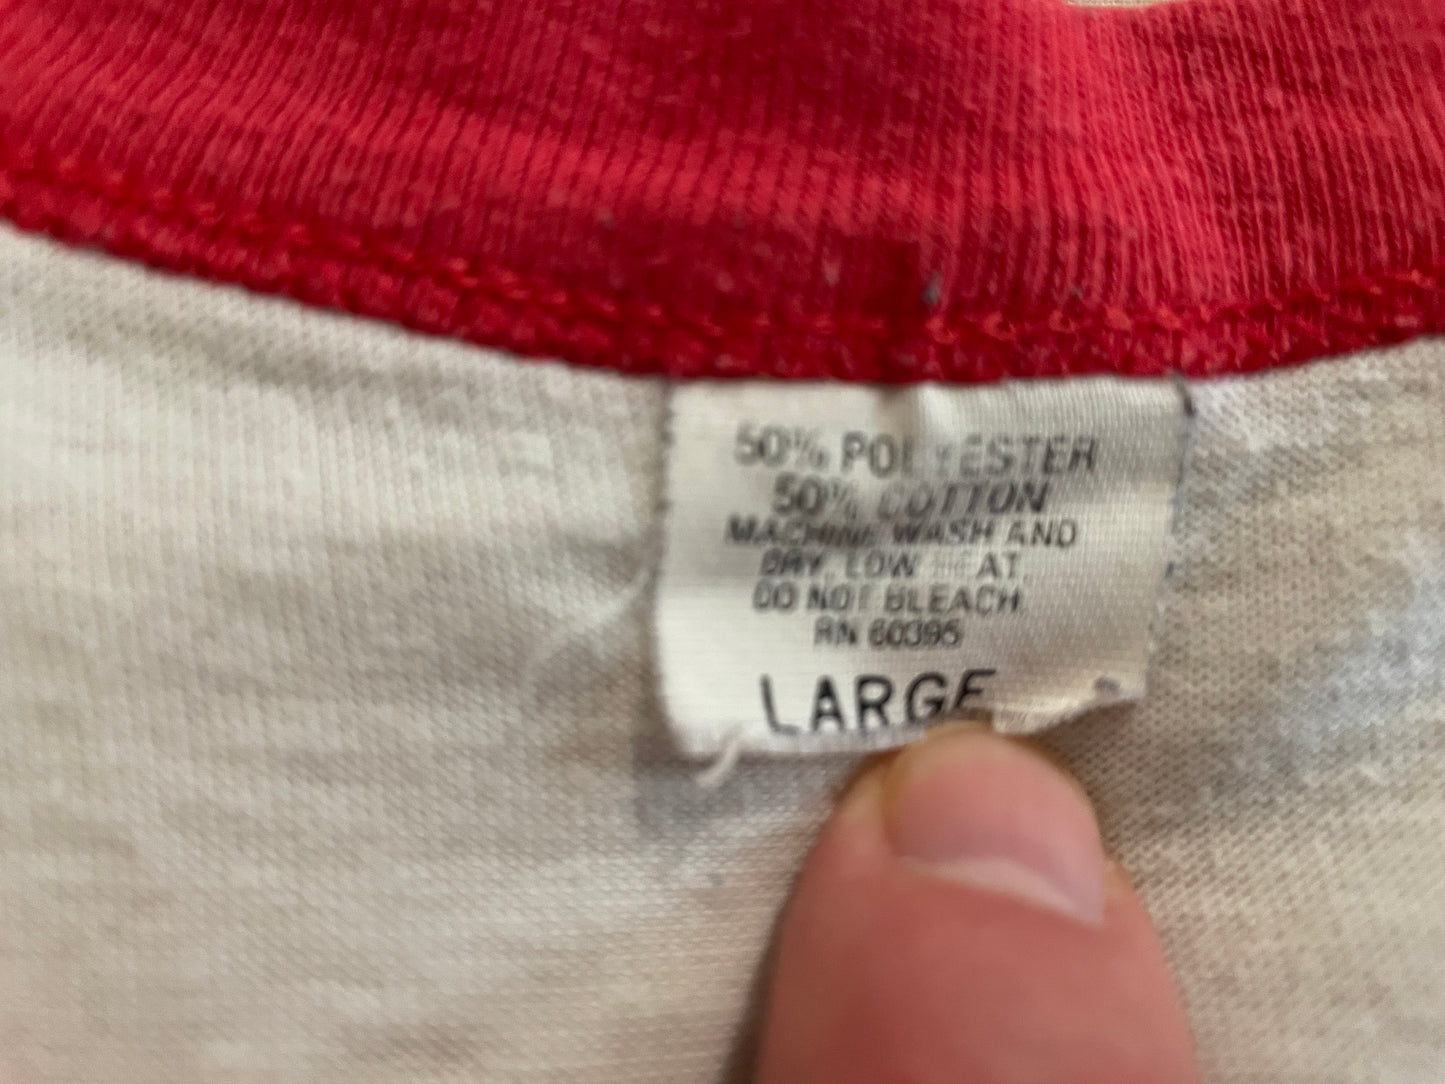 50% POLYESTER
50% COTTON
MACHINE WASH AND
DRY, LOW HEAT,
DO NOT BLEACH.
RN 60395
LARGE